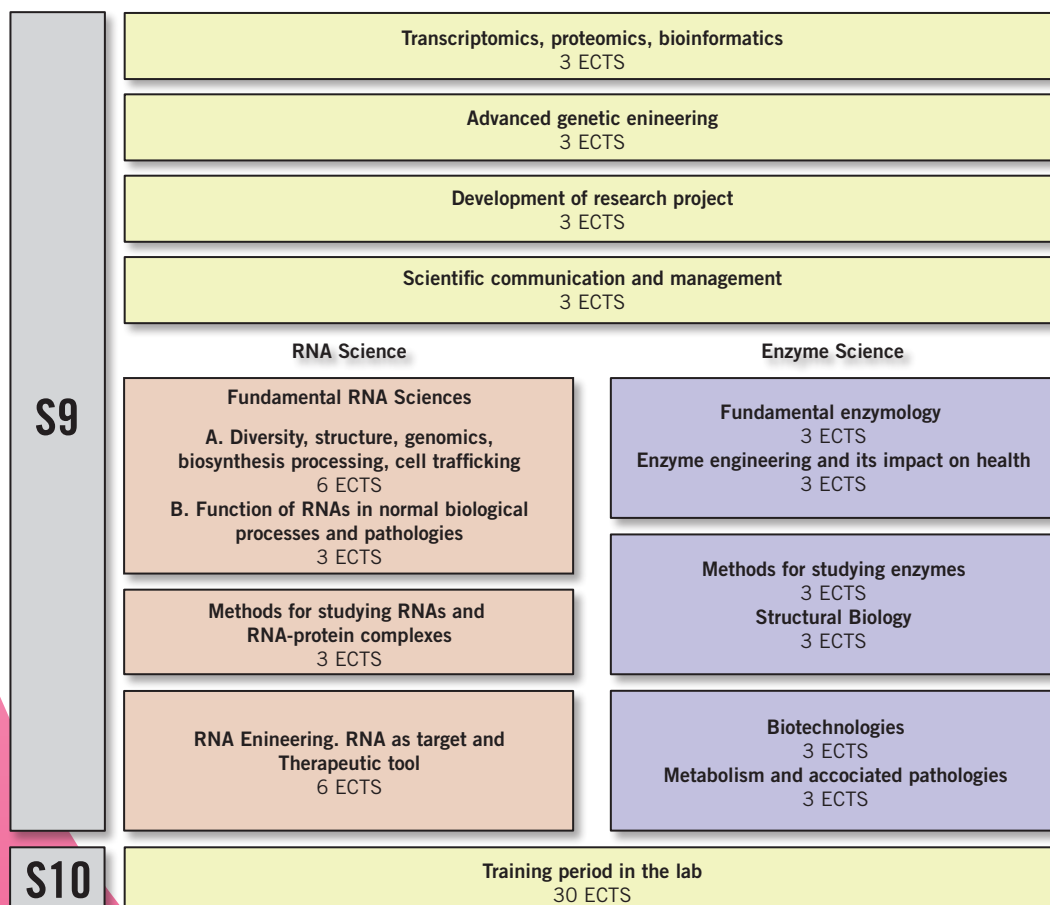 Transcriptomics, proteomics, bioinformatics
3 ECTS
Advanced genetic enineering
3 ECTS
Development of research project
3 ECTS
Scientific communication and management
3 ECTS
S9
RNA Science
Fundamental RNA Sciences
A. Diversity, structure, genomics,
biosynthesis processing, cell trafficking
6 ECTS
B. Function of RNAs in normal biological
processes and pathologies
3 ECTS
Methods for studying RNAs and
RNA-protein complexes
3 ECTS
RNA Enineering. RNA as target and
Therapeutic tool
6 ECTS
Enzyme Science
Fundamental enzymology
3 ECTS
Enzyme engineering and its impact on health
3 ECTS
Methods for studying enzymes
3 ECTS
Structural Biology
3 ECTS
Biotechnologies
3 ECTS
Metabolism and accociated pathologies
3 ECTS
S10
Training period in the lab
30 ECTS